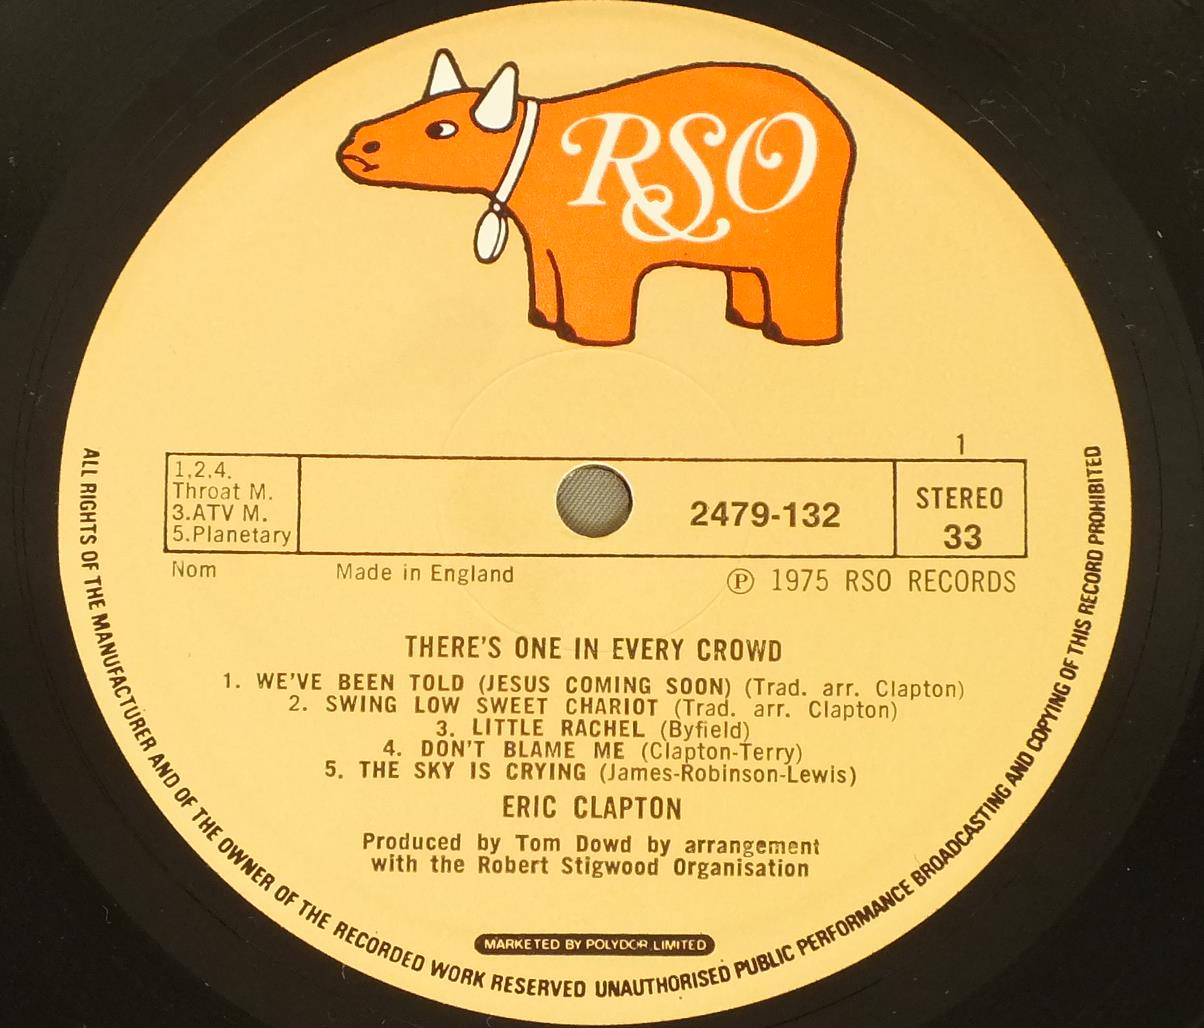 RSO
1
1,2,4.
Throat M.
3.ATV M.
5.Planetary
2479-132
STEREO
33
Nom
Made in England
℗ 1975 RSO RECORDS
THERE'S ONE IN EVERY CROWD
1. WE'VE BEEN TOLD (JESUS COMING SOON) (Trad. arr. Clapton)
2. SWING LOW SWEET CHARIOT (Trad. arr. Clapton)
3. LITTLE RACHEL (Byfield)
4. DON'T BLAME ME (Clapton-Terry)
5. THE SKY IS CRYING (James-Robinson-Lewis)
ERIC CLAPTON
Produced by Tom Dowd by arrangement
with the Robert Stigwood Organisation
MARKETED BY POLYDOR LIMITED
ALL RIGHTS OF THE MANUFACTURER AND OF THE OWNER OF THE RECORDED WORK RESERVED UNAUTHORISED PUBLIC PERFORMANCE BROADCASTING AND COPYING OF THIS RECORD PROHIBITED